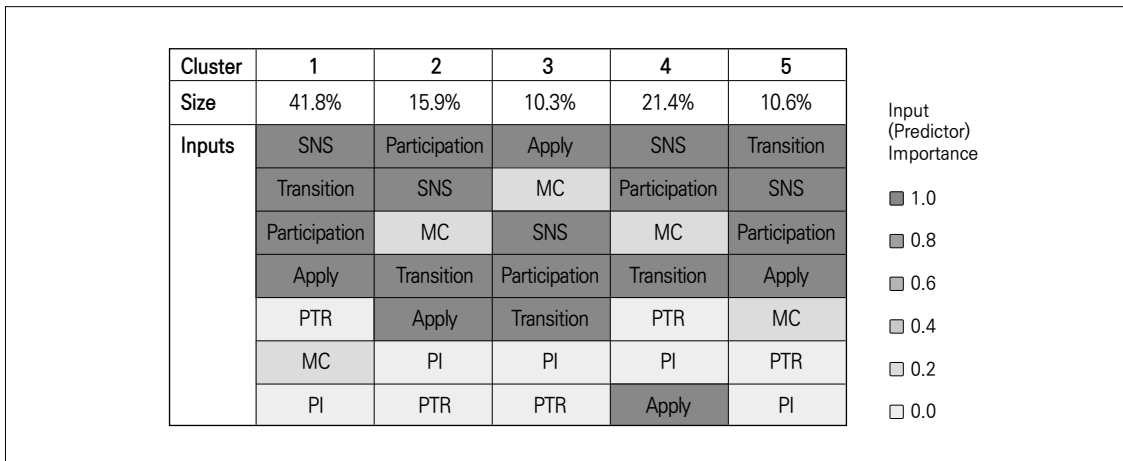 Cluster 1 2 3 4 5
Size 41.8% 15.9% 10.3% 21.4% 10.6%
Inputs SNS Participation Apply SNS Transition
Transition SNS MC Participation SNS
Participation MC SNS MC Participation
Apply Transition Participation Transition Apply
PTR Apply Transition PTR MC
MC PI PI PI PTR
PI PTR PTR Apply PI
Input
(Predictor)
Importance
1.0
0.8
0.6
0.4
0.2
0.0